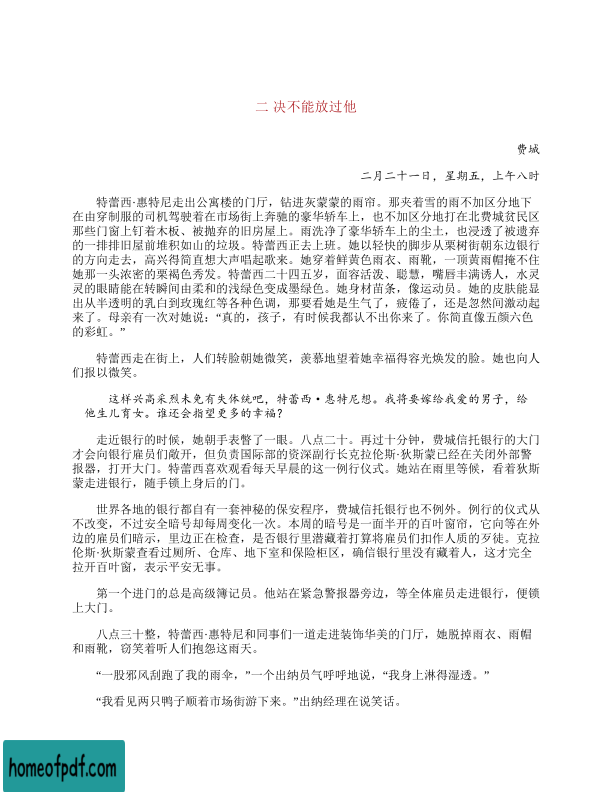 二 决不能放过他
费城
二月二十一日，星期五，上午八时
特蕾西·惠特尼走出公寓楼的门厅，钻进灰蒙蒙的雨帘。那夹着雪的雨不加区分地下
在由穿制服的司机驾驶着在市场街上奔驰的豪华轿车上，也不加区分地打在北费城贫民区
那些门窗上钉着木板、被抛弃的旧房屋上。雨洗净了豪华轿车上的尘土，也浸透了被遗弃
的一排排旧屋前堆积如山的垃圾。特蕾西正去上班。她以轻快的脚步从栗树街朝东边银行
的方向走去，高兴得简直想大声唱起歌来。她穿着鲜黄色雨衣、雨靴，一顶黄雨帽掩不住
她那一头浓密的栗褐色秀发。特蕾西二十四五岁，面容活泼、聪慧，嘴唇丰满诱人，水灵
灵的眼睛能在转瞬间由柔和的浅绿色变成墨绿色。她身材苗条，像运动员。她的皮肤能显
出从半透明的乳白到玫瑰红等各种色调，那要看她是生气了，疲倦了，还是忽然间激动起
来了。母亲有一次对她说：“真的，孩子，有时候我都认不出你来了。你简直像五颜六色
的彩虹。”
特蕾西走在街上，人们转脸朝她微笑，羡慕地望着她幸福得容光焕发的脸。她也向人
们报以微笑。
这样兴高采烈未免有失体统吧，特蕾西·惠特尼想。我将要嫁给我爱的男子，给
他生儿育女。谁还会指望更多的幸福？
走近银行的时候，她朝手表瞥了一眼。八点二十。再过十分钟，费城信托银行的大门
才会向银行雇员们敞开，但负责国际部的资深副行长克拉伦斯·狄斯蒙已经在关闭外部警
报器，打开大门。特蕾西喜欢观看每天早晨的这一例行仪式。她站在雨里等候，看着狄斯
蒙走进银行，随手锁上身后的门。
世界各地的银行都自有一套神秘的保安程序，费城信托银行也不例外。例行的仪式从
不改变，不过安全暗号却每周变化一次。本周的暗号是一面半开的百叶窗帘，它向等在外
边的雇员们暗示，里边正在检查，是否银行里潜藏着打算将雇员们扣作人质的歹徒。克拉
伦斯·狄斯蒙查看过厕所、仓库、地下室和保险柜区，确信银行里没有藏着人，这才完全
拉开百叶窗，表示平安无事。
第一个进门的总是高级簿记员。他站在紧急警报器旁边，等全体雇员走进银行，便锁
上大门。
八点三十整，特蕾西·惠特尼和同事们一道走进装饰华美的门厅，她脱掉雨衣、雨帽
和雨靴，窃笑着听人们抱怨这雨天。
“一股邪风刮跑了我的雨伞，”一个出纳员气呼呼地说，“我身上淋得湿透。”
“我看见两只鸭子顺着市场街游下来。”出纳经理在说笑话。
homeofpdf.com